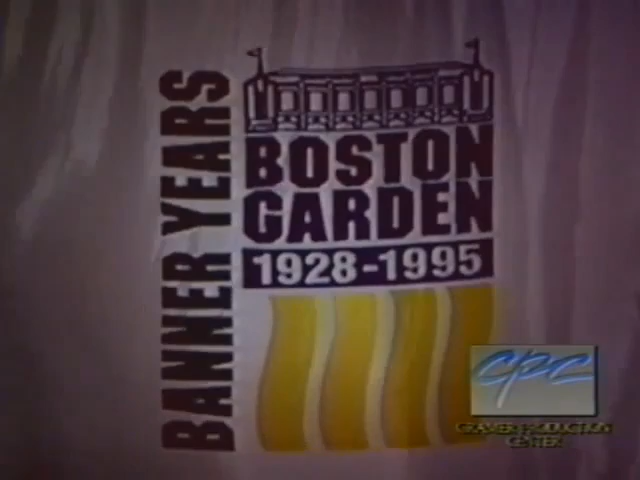 BANNER YEARS
BOSTON
GARDEN
1928-1995
CPC
CRAMER PRODUCTION
CENTER